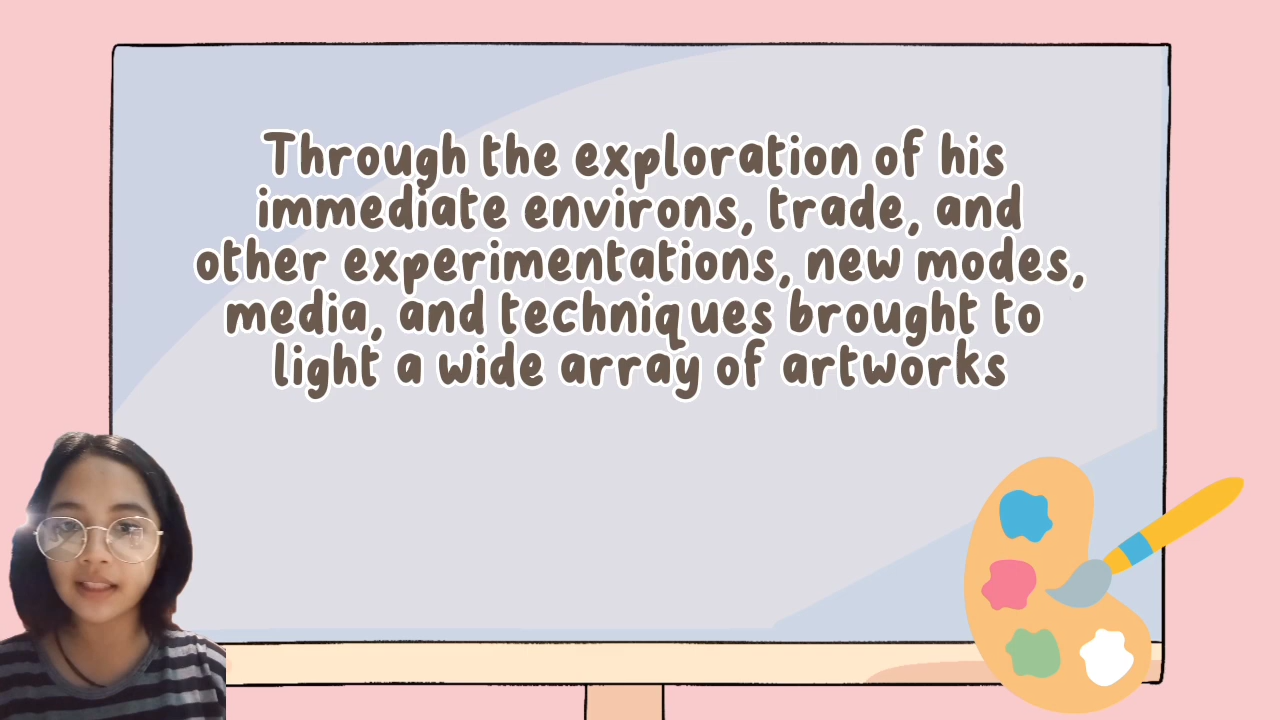 Through the exploration of his
immediate environs, trade, and
other experimentations, new modes,
media, and techniques brought to
light a wide array of artworks